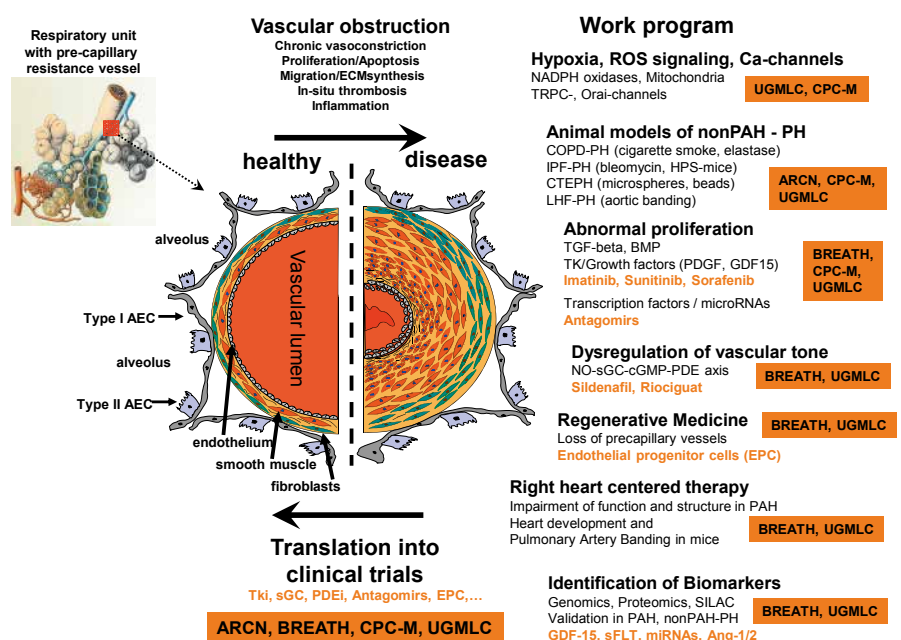 Respiratory unit
with pre-capillary
resistance vessel
Vascular obstruction
Chronic vasoconstriction
Proliferation/Apoptosis
Migration/ECMsynthesis
In-situ thrombosis
Inflammation
healthy
disease
alveolus
Type I AEC
alveolus
Type II AEC
Vascular lumen
endothelium
smooth muscle
fibroblasts
Translation into
clinical trials
Tki, sGC, PDEi, Antagomirs, EPC,...
ARCN, BREATH, CPC-M, UGMLC
Work program
Hypoxia, ROS signaling, Ca-channels
NADPH oxidases, Mitochondria
TRPC-, Orai-channels
UGMLC, CPC-M
Animal models of nonPAH - PH
COPD-PH (cigarette smoke, elastase)
IPF-PH (bleomycin, HPS-mice)
CTEPH (microspheres, beads)
LHF-PH (aortic banding)
ARCN, CPC-M,
UGMLC
Abnormal proliferation
TGF-beta, BMP
TK/Growth factors (PDGF, GDF15)
Imatinib, Sunitinib, Sorafenib
Transcription factors / microRNAs
Antagomirs
BREATH,
CPC-M,
UGMLC
Dysregulation of vascular tone
NO-sGC-cGMP-PDE axis
Sildenafil, Riociguat
BREATH, UGMLC
Regenerative Medicine
Loss of precapillary vessels
Endothelial progenitor cells (EPC)
BREATH, UGMLC
Right heart centered therapy
Impairment of function and structure in PAH
Heart development and
Pulmonary Artery Banding in mice
BREATH, UGMLC
Identification of Biomarkers
Genomics, Proteomics, SILAC
Validation in PAH, nonPAH-PH
GDF-15, sFLT, miRNAs, Ang-1/2
BREATH, UGMLC